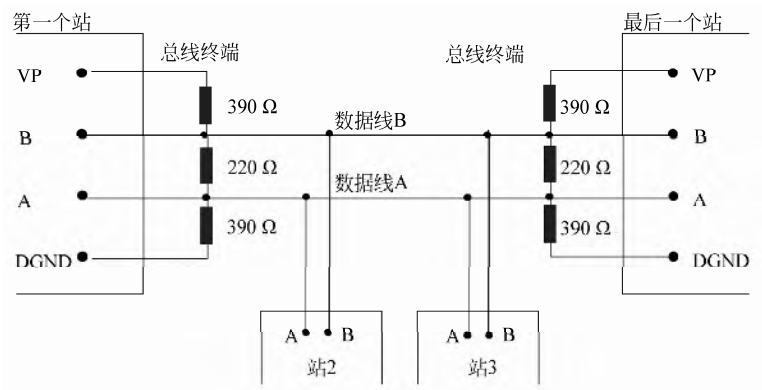 第一个站
最后一个站
总线终端
总线终端
VP
VP
390 Ω
390 Ω
数据线B
B
B
220 Ω
220 Ω
数据线A
A
A
390 Ω
390 Ω
DGND
DGND
A B
A B
站2
站3